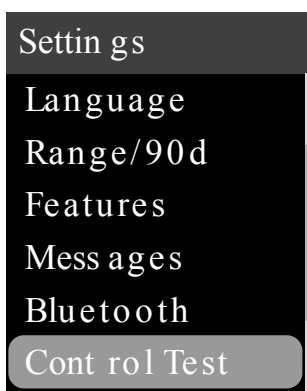 Settings
Language
Range/90d
Features
Messages
Bluetooth
Control Test